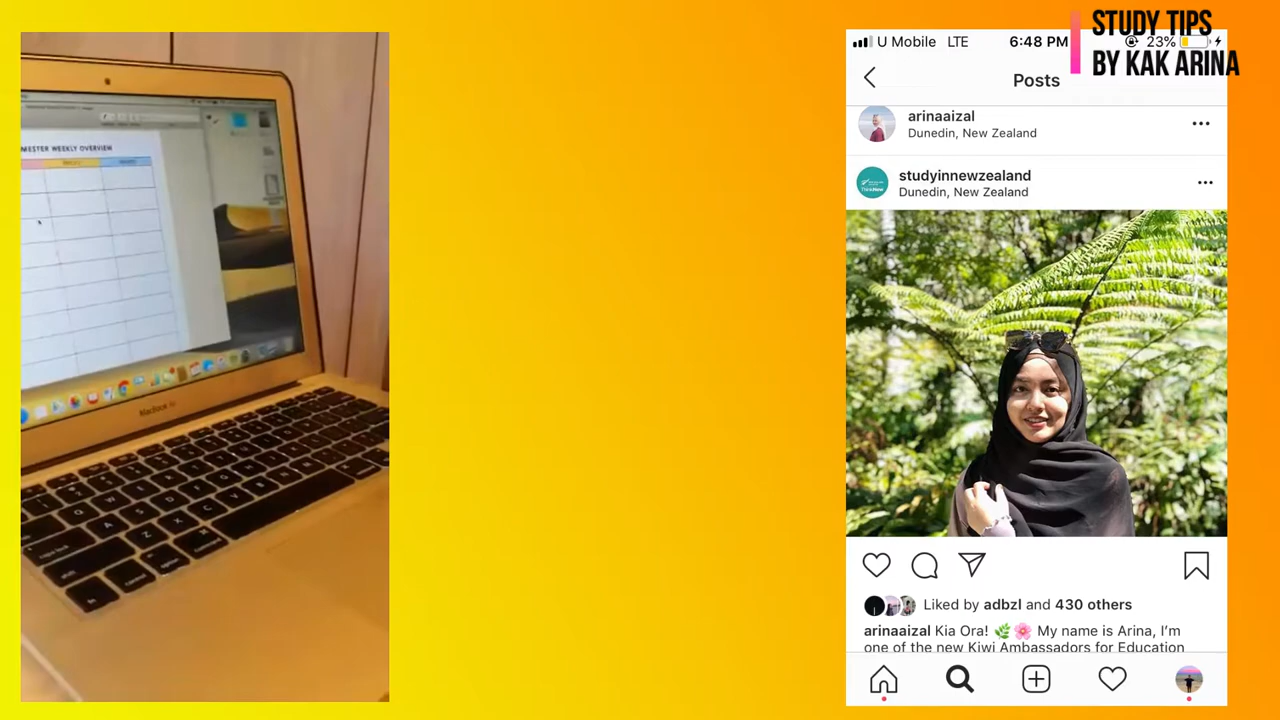 STUDY TIPS
BY KAK ARINA
U Mobile LTE 6:48 PM 23%
Posts
arinaaizal
Dunedin, New Zealand
studyinnewzealand
Dunedin, New Zealand
Liked by adbzl and 430 others
arinaaizal Kia Ora! 🌿🌸 My name is Arina, I'm
one of the new Kiwi Ambassadors for Education
MESTER WEEKLY OVERVIEW
MacBook Air